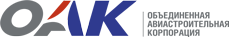 ОАК
ОБЪЕДИНЕННАЯ
АВИАСТРОИТЕЛЬНАЯ
КОРПОРАЦИЯ